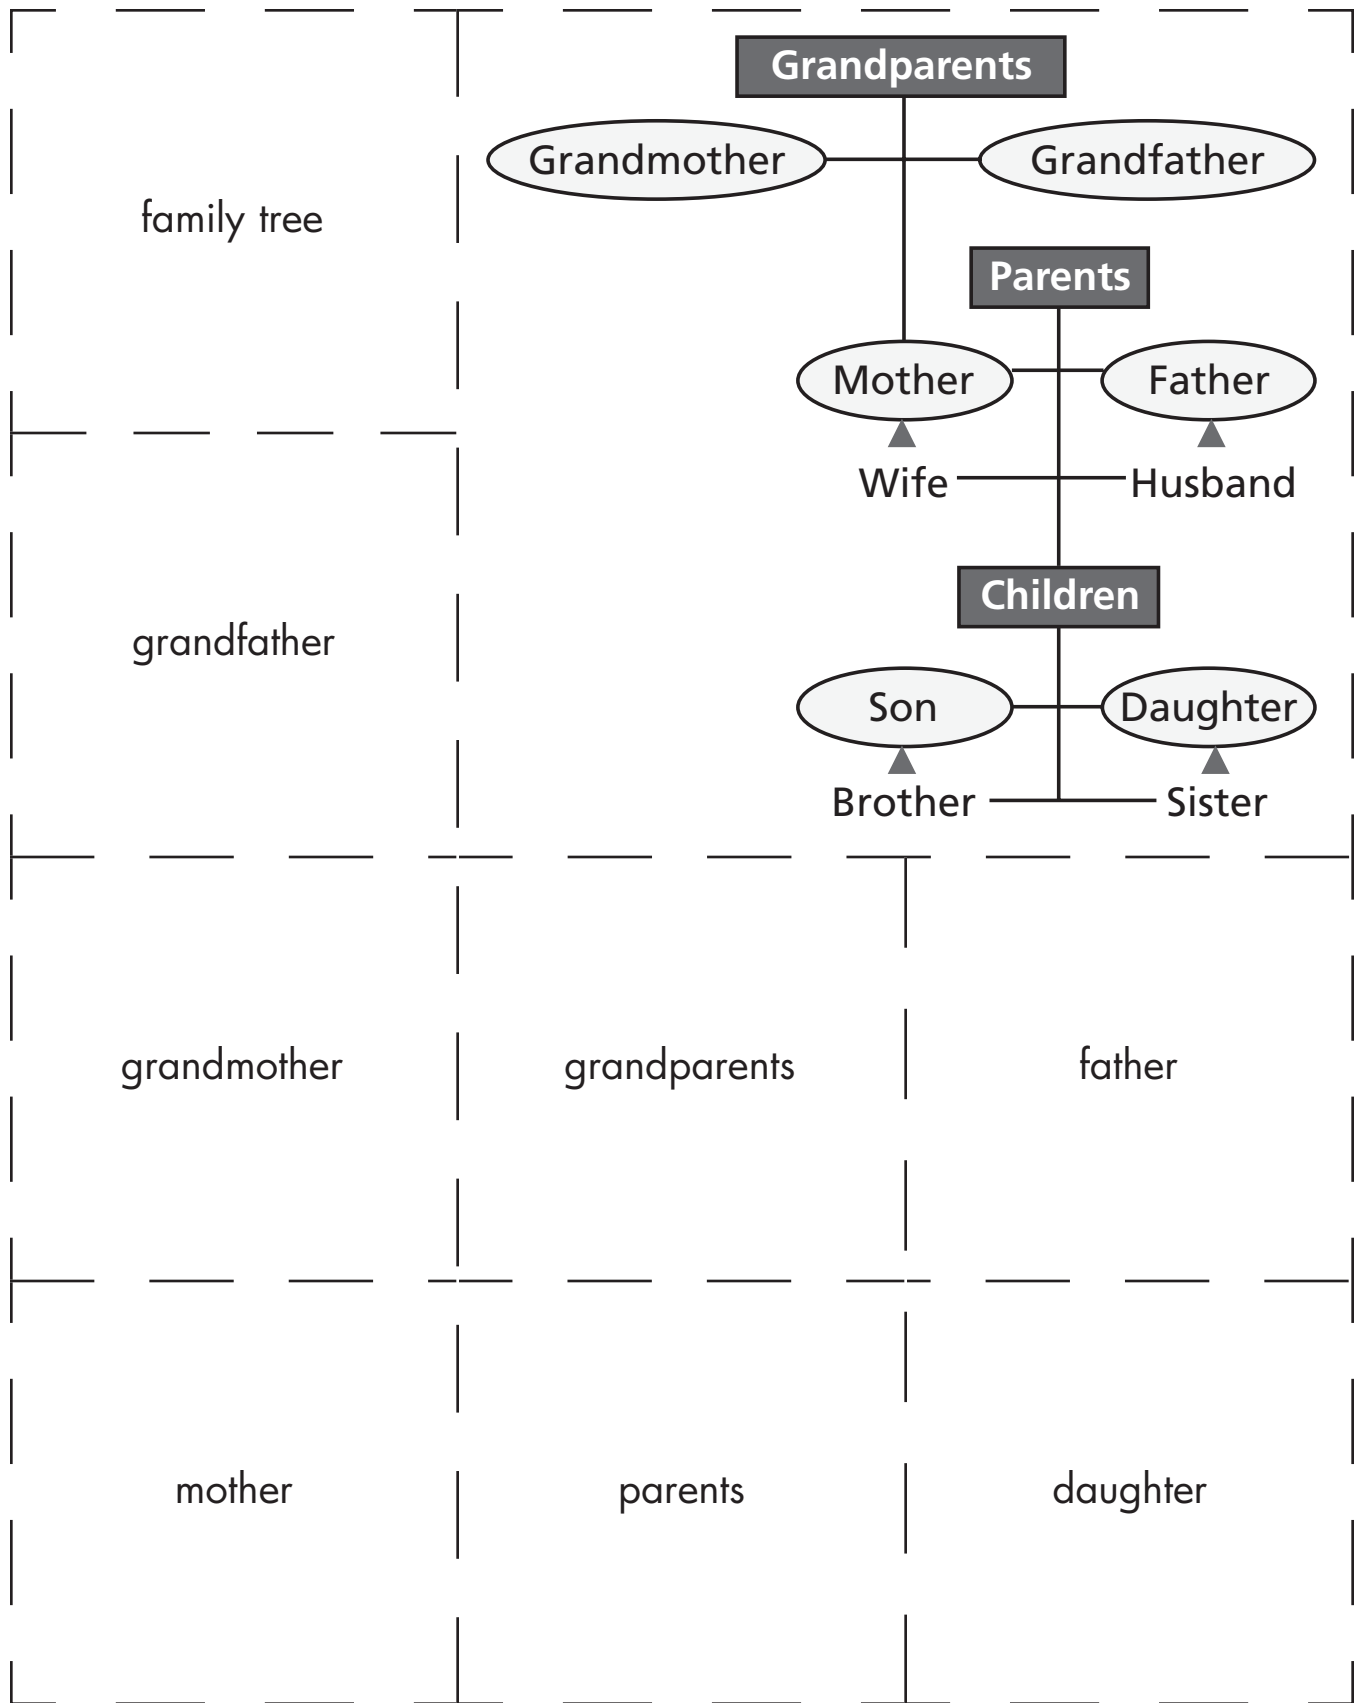 family tree
Grandparents
Grandmother
Grandfather
Parents
Mother
Father
Wife
Husband
Children
Son
Daughter
Brother
Sister
grandfather
grandmother
grandparents
father
mother
parents
daughter